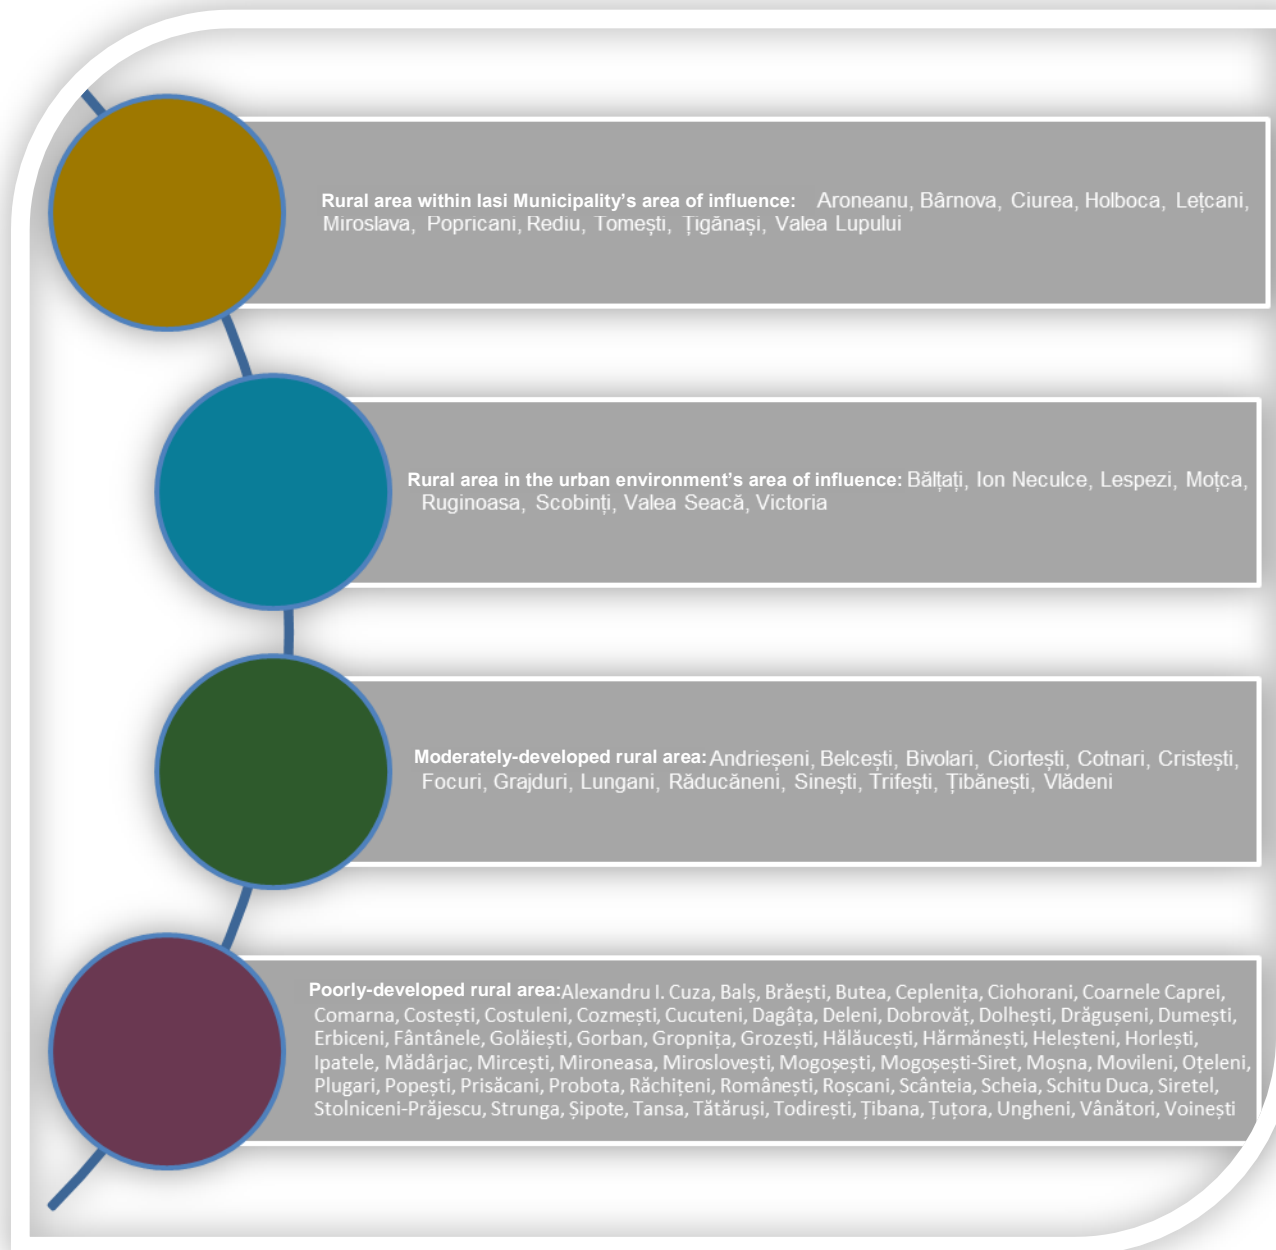 Rural area within Iasi Municipality's area of influence: Aroneanu, Bârnova, Ciurea, Holboca, Lețcani,
Miroslava, Popricani, Rediu, Tomești, Țigănași, Valea Lupului
Rural area in the urban environment's area of influence: Bălțați, Ion Neculce, Lespezi, Moțca,
Ruginoasa, Scobinți, Valea Seacă, Victoria
Moderately-developed rural area: Andrieșeni, Belcești, Bivolari, Ciortești, Cotnari, Cristești,
Focuri, Grajduri, Lungani, Răducăneni, Sinești, Trifești, Țibănești, Vlădeni
Poorly-developed rural area: Alexandru I. Cuza, Balș, Brăești, Butea, Ceplenița, Ciohorani, Coarnele Caprei,
Comarna, Costești, Costuleni, Cozmești, Cucuteni, Dagâța, Deleni, Dobrovăț, Dolhești, Drăgușeni, Dumești,
Erbiceni, Fântânele, Golăiești, Gorban, Gropnița, Grozești, Hălăucești, Hărmănești, Heleșteni, Horlești,
Ipatele, Mădârjac, Mircești, Mironeasa, Miroslovești, Mogoșești, Mogoșești-Siret, Moșna, Movileni, Oțeleni,
Plugari, Popești, Prisăcani, Probota, Răchițeni, Românești, Roșcani, Scânteia, Scheia, Schitu Duca, Siretel,
Stolniceni-Prăjescu, Strunga, Șipote, Tansa, Tătăruși, Todirești, Țibana, Țuțora, Ungheni, Vânători, Voinești